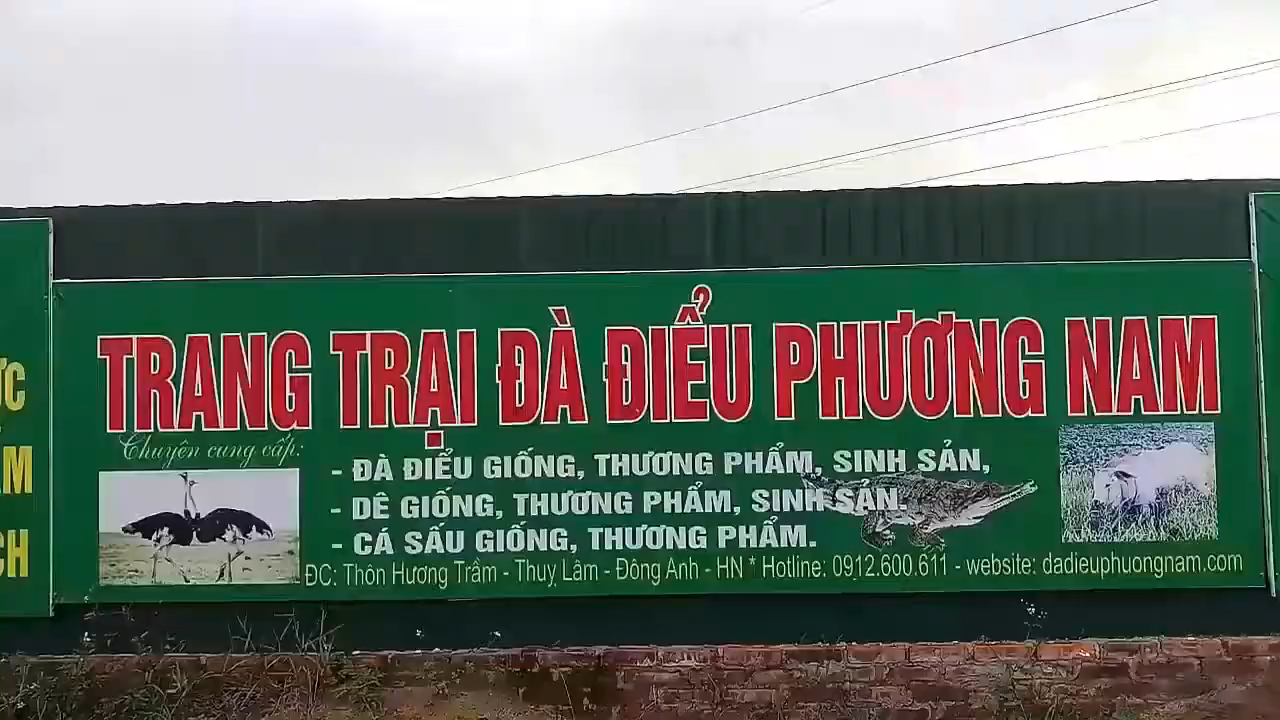 TRANG TRẠI ĐÀ ĐIỂU PHƯƠNG NAM
Chuyên cung cấp:
- ĐÀ ĐIỂU GIỐNG, THƯƠNG PHẨM, SINH SẢN,
- DÊ GIỐNG, THƯƠNG PHẨM, SINH SẢN.
- CÁ SẤU GIỐNG, THƯƠNG PHẨM.
ĐC: Thôn Hương Trầm - Thuỵ Lâm - Đông Anh - HN * Hotline: 0912.600.611 - website: dadieuphuongnam.com